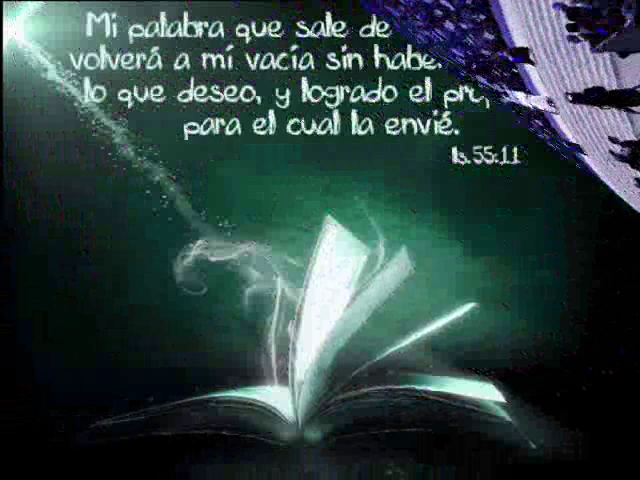 Mi palabra que sale de
volverá a mí vacía sin habe
lo que deseo, y logrado el
para el cual la envié.
Is.55:11